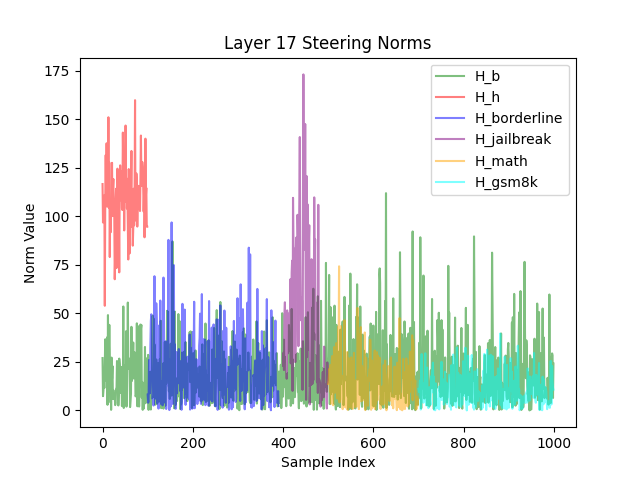 Layer 17 Steering Norms
175
150
125
100
75
50
25
0
Norm Value
0
200
400
600
800
1000
Sample Index
H_b
H_h
H_borderline
H_jailbreak
H_math
H_gsm8k